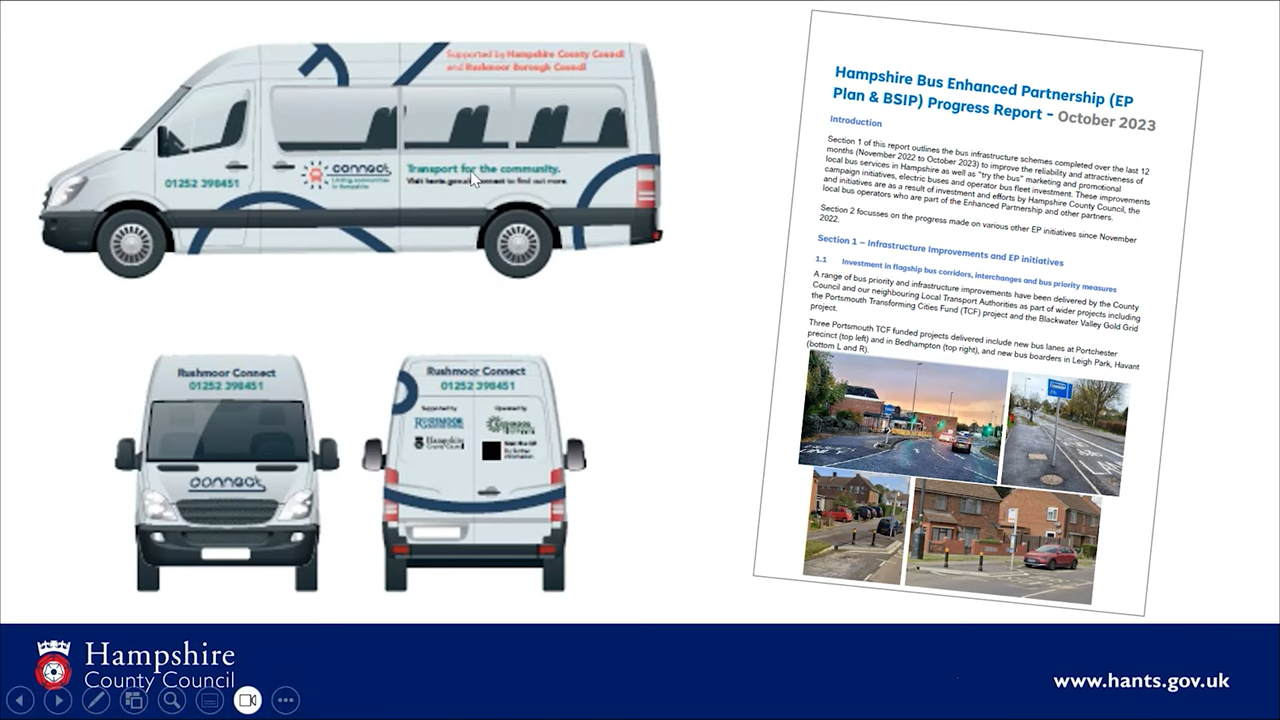 Supported by Hampshire County Council
and Rushmoor Borough Council
connect
Linking communities
in Hampshire
Transport for the community.
01252 398451
to find out more.
Rushmoor Connect
01252 398451
connect
Rushmoor Connect
01252 398451
Supported by
Operated by
RUSHMOOR
Hampshire
County Council
Hampshire Bus Enhanced Partnership (EP
Plan & BSIP) Progress Report - October 2023
Introduction
Section 1 of this report outlines the bus infrastructure schemes completed over the last 12
months (November 2022 to October 2023) to improve the reliability and attractiveness of
local bus services in Hampshire as well as "try the bus" marketing and promotional
campaign initiatives, electric buses and operator bus fleet investment. These improvements
and initiatives are as a result of investment and efforts by Hampshire County Council, the
local bus operators who are part of the Enhanced Partnership and other partners.
Section 2 focusses on the progress made on various other EP initiatives since November
2022.
Section 1 – Infrastructure Improvements and EP initiatives
1.1 Investment in flagship bus corridors, interchanges and bus priority measures
A range of bus priority and infrastructure improvements have been delivered by the County
Council and our neighbouring Local Transport Authorities as part of wider projects including
the Portsmouth Transforming Cities Fund (TCF) project and the Blackwater Valley Gold Grid
project.
Three Portsmouth TCF funded projects delivered include new bus lanes at Portchester
precinct (top left) and in Bedhampton (top right), and new bus boarders in Leigh Park, Havant
(bottom L and R).
Hampshire
County Council
www.hants.gov.uk